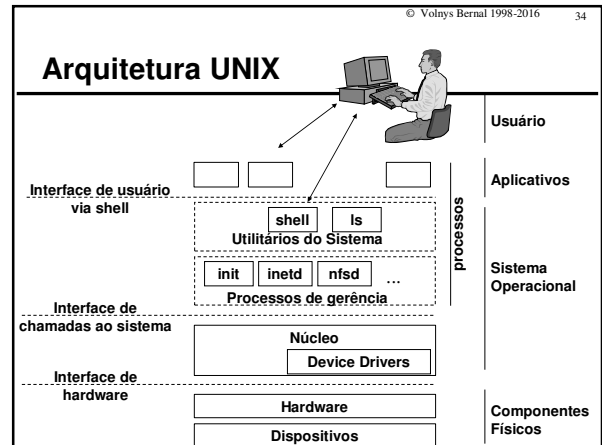 © Volnys Bernal 1998-2016 34
Arquitetura UNIX
Usuário
Aplicativos
Interface de usuário
via shell
processos
shell ls
Utilitários do Sistema
Sistema
Operacional
init inetd nfsd ...
Processos de gerência
Interface de
chamadas ao sistema
Núcleo
Device Drivers
Interface de
hardware
Hardware
Componentes
Físicos
Dispositivos